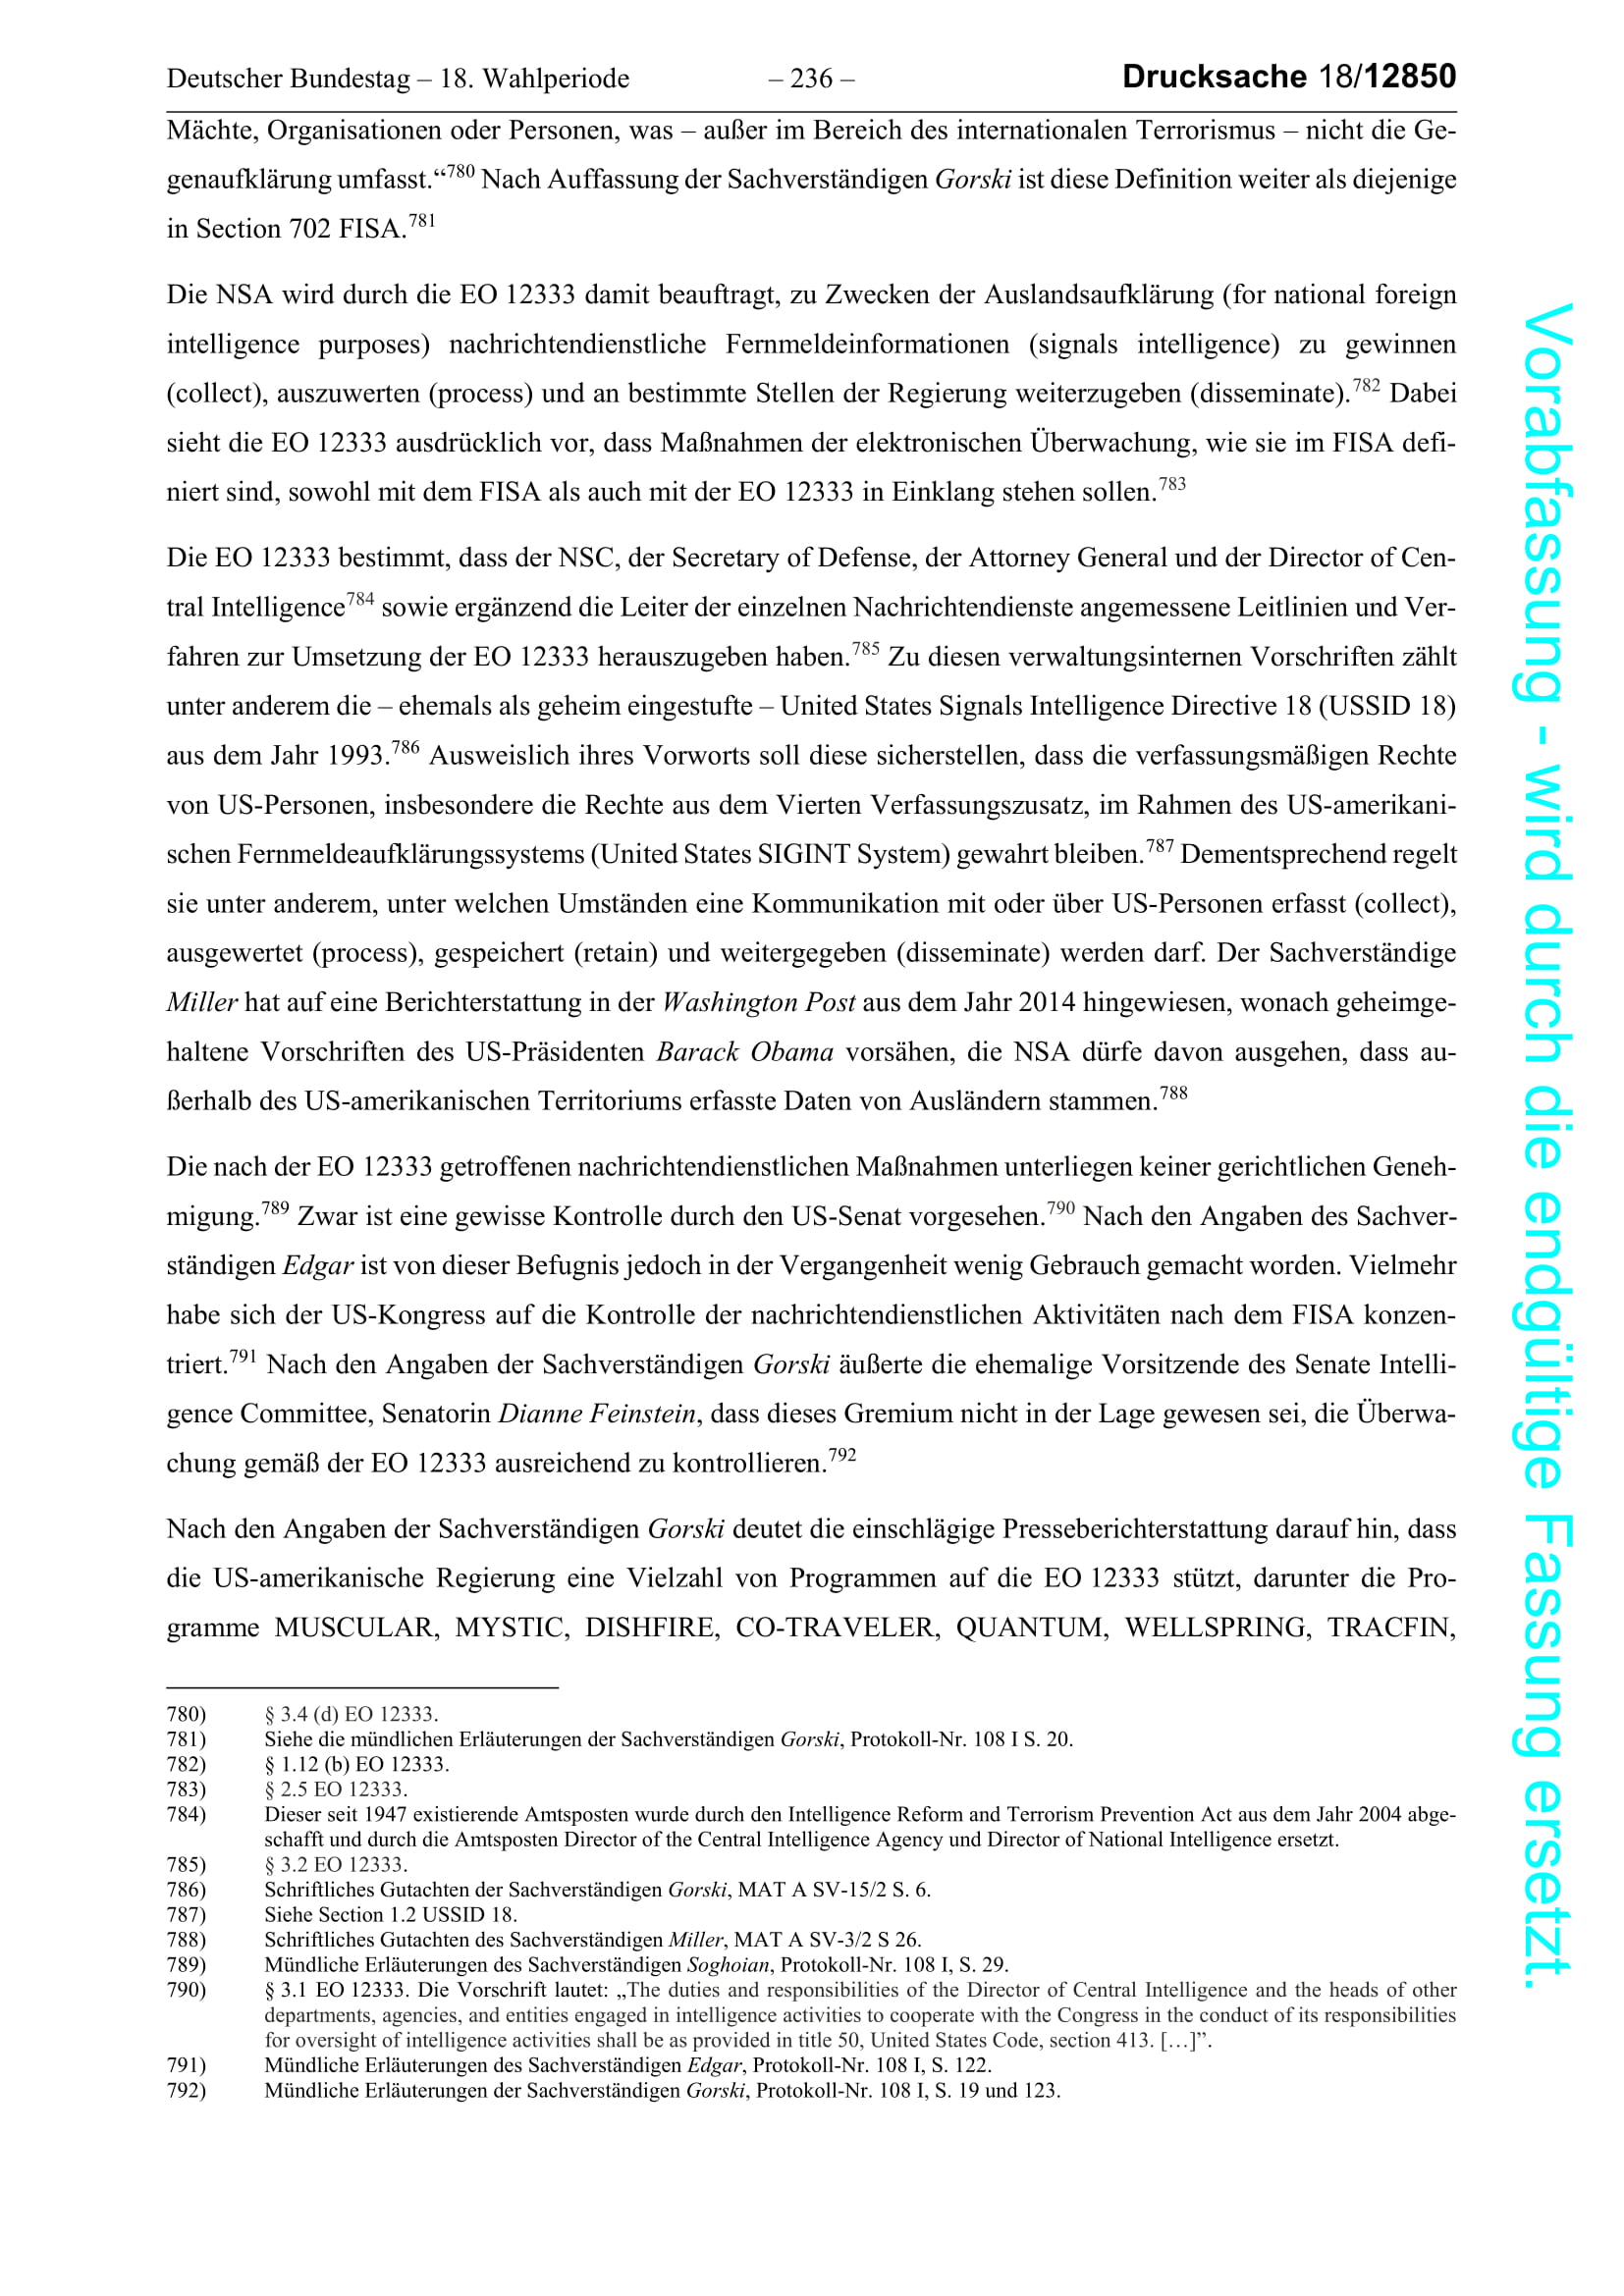 Deutscher Bundestag – 18. Wahlperiode – 236 – Drucksache 18/12850
Mächte, Organisationen oder Personen, was – außer im Bereich des internationalen Terrorismus – nicht die Ge-
genaufklärung umfasst.“780 Nach Auffassung der Sachverständigen Gorski ist diese Definition weiter als diejenige
in Section 702 FISA.781
Die NSA wird durch die EO 12333 damit beauftragt, zu Zwecken der Auslandsaufklärung (for national foreign
intelligence purposes) nachrichtendienstliche Fernmeldeinformationen (signals intelligence) zu gewinnen
(collect), auszuwerten (process) und an bestimmte Stellen der Regierung weiterzugeben (disseminate).782 Dabei
sieht die EO 12333 ausdrücklich vor, dass Maßnahmen der elektronischen Überwachung, wie sie im FISA defi-
niert sind, sowohl mit dem FISA als auch mit der EO 12333 in Einklang stehen sollen.783
Die EO 12333 bestimmt, dass der NSC, der Secretary of Defense, der Attorney General und der Director of Cen-
tral Intelligence784 sowie ergänzend die Leiter der einzelnen Nachrichtendienste angemessene Leitlinien und Ver-
fahren zur Umsetzung der EO 12333 herauszugeben haben.785 Zu diesen verwaltungsinternen Vorschriften zählt
unter anderem die – ehemals als geheim eingestufte – United States Signals Intelligence Directive 18 (USSID 18)
aus dem Jahr 1993.786 Ausweislich ihres Vorworts soll diese sicherstellen, dass die verfassungsmäßigen Rechte
von US-Personen, insbesondere die Rechte aus dem Vierten Verfassungszusatz, im Rahmen des US-amerikani-
schen Fernmeldeaufklärungssystems (United States SIGINT System) gewahrt bleiben.787 Dementsprechend regelt
sie unter anderem, unter welchen Umständen eine Kommunikation mit oder über US-Personen erfasst (collect),
ausgewertet (process), gespeichert (retain) und weitergegeben (disseminate) werden darf. Der Sachverständige
Miller hat auf eine Berichterstattung in der Washington Post aus dem Jahr 2014 hingewiesen, wonach geheimge-
haltene Vorschriften des US-Präsidenten Barack Obama vorsähen, die NSA dürfe davon ausgehen, dass au-
ßerhalb des US-amerikanischen Territoriums erfasste Daten von Ausländern stammen.788
Die nach der EO 12333 getroffenen nachrichtendienstlichen Maßnahmen unterliegen keiner gerichtlichen Geneh-
migung.789 Zwar ist eine gewisse Kontrolle durch den US-Senat vorgesehen.790 Nach den Angaben des Sachver-
ständigen Edgar ist von dieser Befugnis jedoch in der Vergangenheit wenig Gebrauch gemacht worden. Vielmehr
habe sich der US-Kongress auf die Kontrolle der nachrichtendienstlichen Aktivitäten nach dem FISA konzen-
triert.791 Nach den Angaben der Sachverständigen Gorski äußerte die ehemalige Vorsitzende des Senate Intelli-
gence Committee, Senatorin Dianne Feinstein, dass dieses Gremium nicht in der Lage gewesen sei, die Überwa-
chung gemäß der EO 12333 ausreichend zu kontrollieren.792
Nach den Angaben der Sachverständigen Gorski deutet die einschlägige Presseberichterstattung darauf hin, dass
die US-amerikanische Regierung eine Vielzahl von Programmen auf die EO 12333 stützt, darunter die Pro-
gramme MUSCULAR, MYSTIC, DISHFIRE, CO-TRAVELER, QUANTUM, WELLSPRING, TRACFIN,
780) § 3.4 (d) EO 12333.
781) Siehe die mündlichen Erläuterungen der Sachverständigen Gorski, Protokoll-Nr. 108 I S. 20.
782) § 1.12 (b) EO 12333.
783) § 2.5 EO 12333.
784) Dieser seit 1947 existierende Amtsposten wurde durch den Intelligence Reform and Terrorism Prevention Act aus dem Jahr 2004 abge-
schafft und durch die Amtsposten Director of the Central Intelligence Agency und Director of National Intelligence ersetzt.
785) § 3.2 EO 12333.
786) Schriftliches Gutachten der Sachverständigen Gorski, MAT A SV-15/2 S. 6.
787) Siehe Section 1.2 USSID 18.
788) Schriftliches Gutachten des Sachverständigen Miller, MAT A SV-3/2 S 26.
789) Mündliche Erläuterungen des Sachverständigen Soghoian, Protokoll-Nr. 108 I, S. 29.
790) § 3.1 EO 12333. Die Vorschrift lautet: „The duties and responsibilities of the Director of Central Intelligence and the heads of other
departments, agencies, and entities engaged in intelligence activities to cooperate with the Congress in the conduct of its responsibilities
for oversight of intelligence activities shall be as provided in title 50, United States Code, section 413. […]”.
791) Mündliche Erläuterungen des Sachverständigen Edgar, Protokoll-Nr. 108 I, S. 122.
792) Mündliche Erläuterungen der Sachverständigen Gorski, Protokoll-Nr. 108 I, S. 19 und 123.
Vorabfassung - wird durch die endgültige Fassung ersetzt.